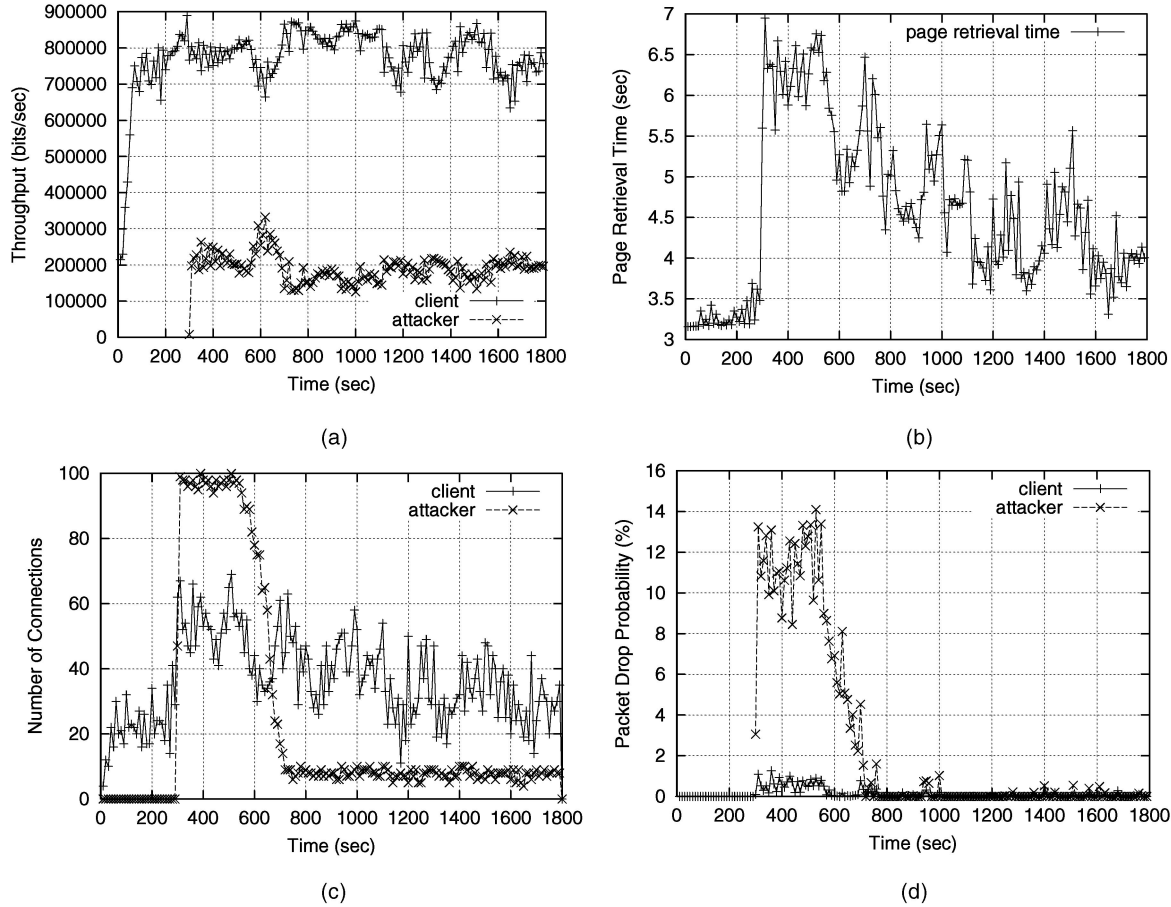 900000
800000
700000
600000
500000
400000
300000
200000
100000
0
Throughput (bits/sec)
client
attacker
0 200 400 600 800 1000 1200 1400 1600 1800
Time (sec)
(a)
7
6.5
6
5.5
5
4.5
4
3.5
3
Page Retrieval Time (sec)
page retrieval time
0 200 400 600 800 1000 1200 1400 1600 1800
Time (sec)
(b)
100
80
60
40
20
0
Number of Connections
client
attacker
0 200 400 600 800 1000 1200 1400 1600 1800
Time (sec)
(c)
16
14
12
10
8
6
4
2
0
Packet Drop Probability (%)
client
attacker
0 200 400 600 800 1000 1200 1400 1600 1800
Time (sec)
(d)